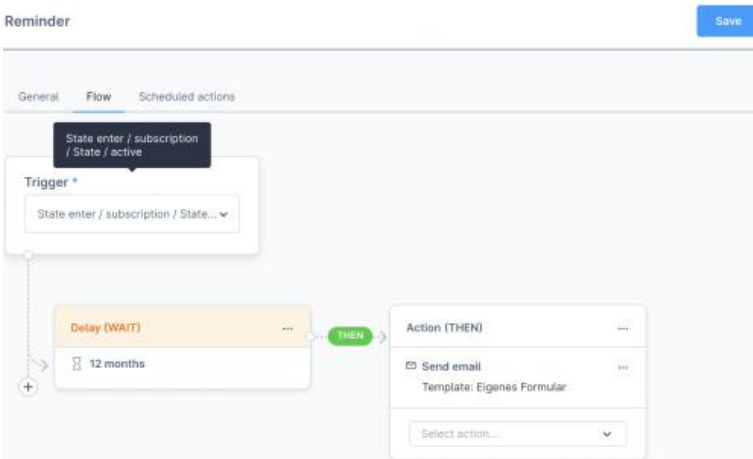 Reminder
Save
General Flow Scheduled actions
State enter / subscription
/ State / active
Trigger *
State enter / subscription / State...
Delay (WAIT) ...
THEN
Action (THEN) ...
12 months
Send email ...
Template: Eigenes Formular
Select action...